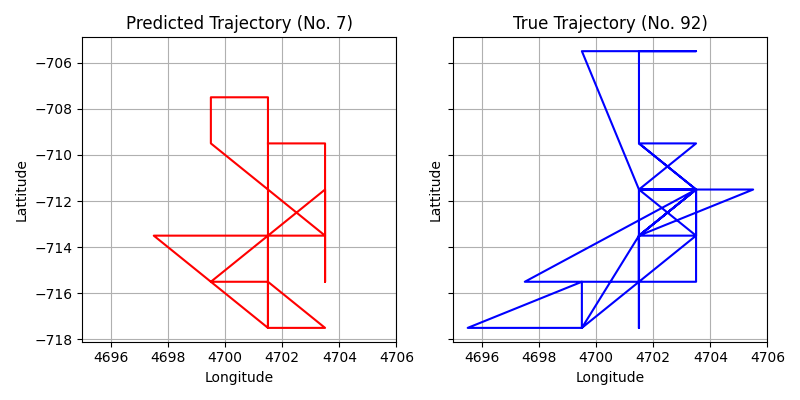 Predicted Trajectory (No. 7)
True Trajectory (No. 92)
−706
−708
−710
−712
−714
−716
−718
Lattitude
Lattitude
4696 4698 4700 4702 4704 4706
4696 4698 4700 4702 4704 4706
Longitude
Longitude